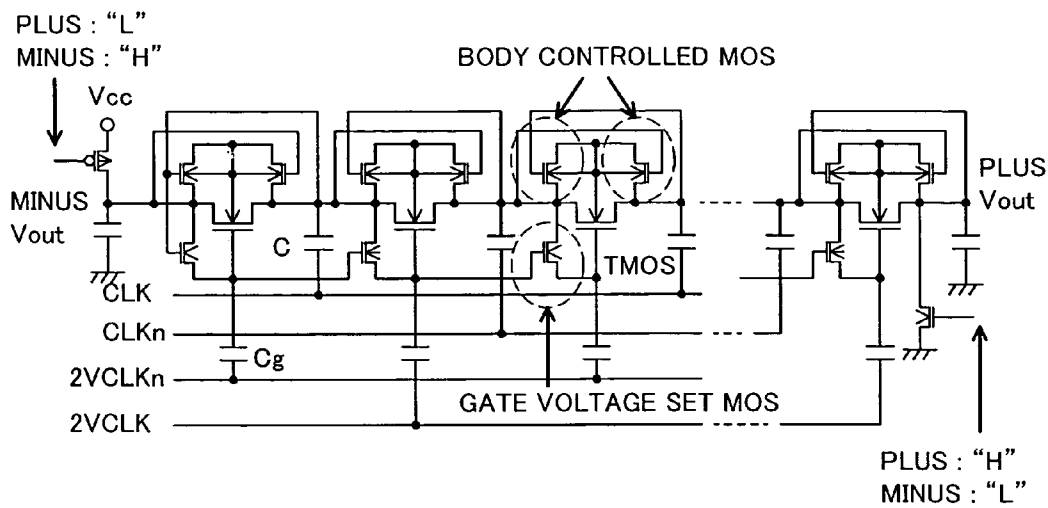 PLUS : “L”
MINUS : “H”
BODY CONTROLLED MOS
Vcc
MINUS
Vout
PLUS
Vout
C
TMOS
CLK
CLKn
Cg
2VCLKn
GATE VOLTAGE SET MOS
2VCLK
PLUS : “H”
MINUS : “L”